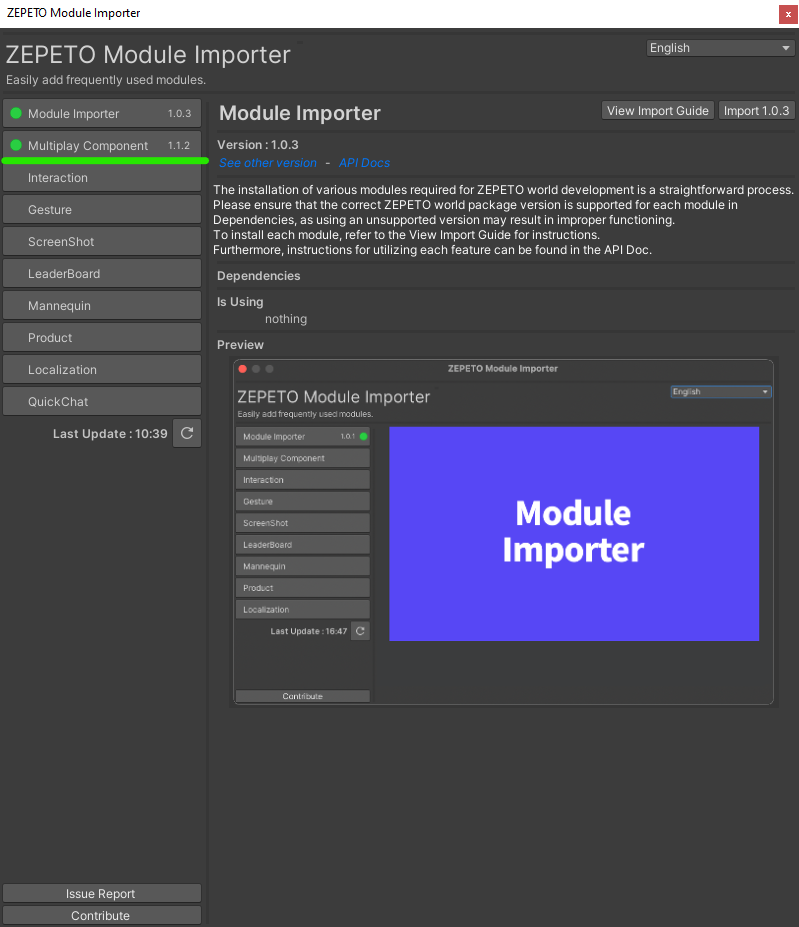 ZEPETO Module Importer
x
ZEPETO Module Importer
English
Easily add frequently used modules.
Module Importer 1.0.3
Multiplay Component 1.1.2
Interaction
Gesture
ScreenShot
LeaderBoard
Mannequin
Product
Localization
QuickChat
Last Update : 10:39
Issue Report
Contribute
Module Importer
View Import Guide
Import 1.0.3
Version : 1.0.3
See other version - API Docs
The installation of various modules required for ZEPETO world development is a straightforward process.
Please ensure that the correct ZEPETO world package version is supported for each module in
Dependencies, as using an unsupported version may result in improper functioning.
To install each module, refer to the View Import Guide for instructions.
Furthermore, instructions for utilizing each feature can be found in the API Doc.
Dependencies
Is Using
nothing
Preview
ZEPETO Module Importer
ZEPETO Module Importer
English
Easily add frequently used modules.
Module Importer 1.0.1
Multiplay Component
Interaction
Gesture
ScreenShot
LeaderBoard
Mannequin
Product
Localization
Last Update : 16:47
Contribute
Module
Importer